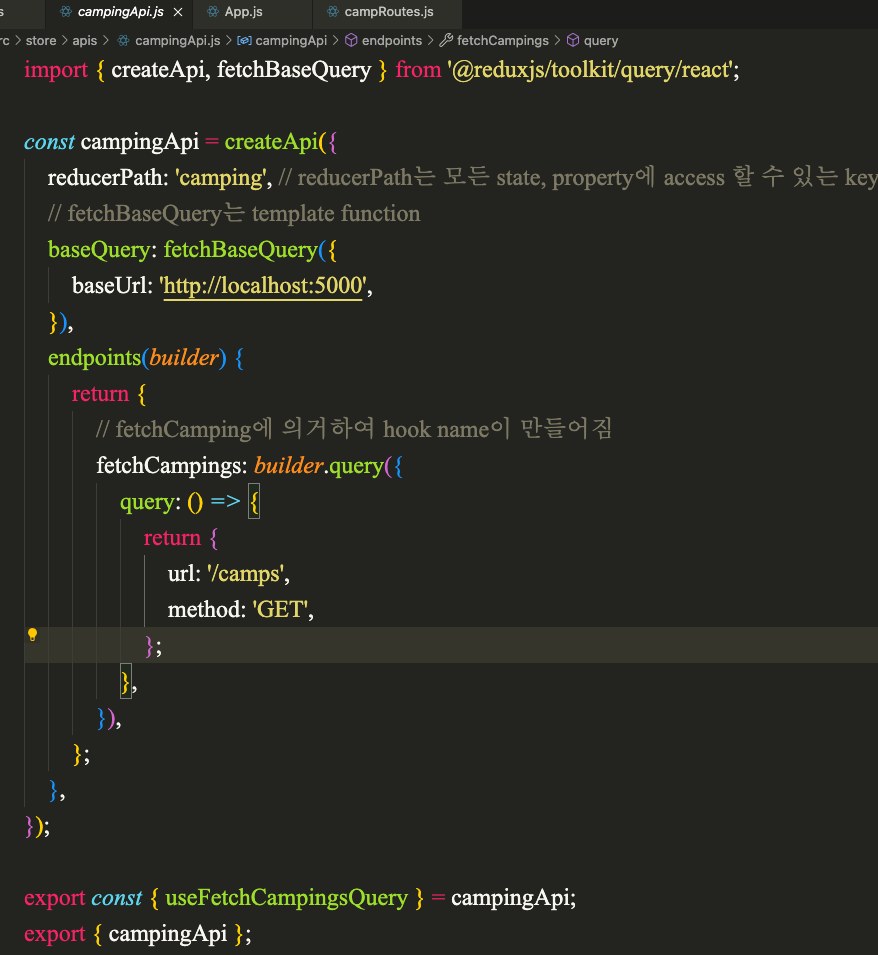 s campingApi.js × App.js campRoutes.js
rc > store > apis > campingApi.js > campingApi > endpoints > fetchCampings > query
import { createApi, fetchBaseQuery } from '@reduxjs/toolkit/query/react';
const campingApi = createApi({
reducerPath: 'camping', // reducerPath는 모든 state, property에 access 할 수 있는 key
// fetchBaseQuery는 template function
baseQuery: fetchBaseQuery({
baseUrl: 'http://localhost:5000',
}),
endpoints(builder) {
return {
// fetchCamping에 의거하여 hook name이 만들어짐
fetchCampings: builder.query({
query: () => {
return {
url: '/camps',
method: 'GET',
};
},
}),
};
},
});
export const { useFetchCampingsQuery } = campingApi;
export { campingApi };